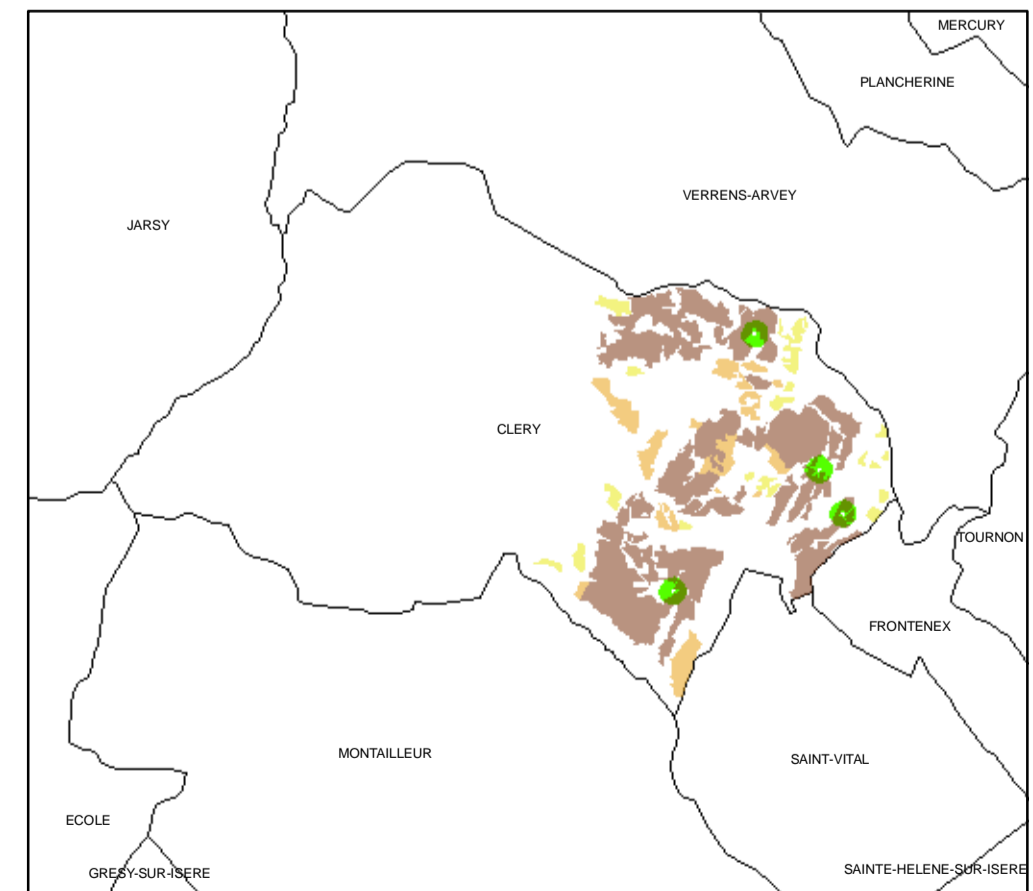 MERCURY
PLANCHERINE
VERRENS-ARVEY
JARSY
CLERY
TOURNON
FRONTENEX
MONTAILLEUR
SAINT-VITAL
ECOLE
GRESY-SUR-ISERE
SAINTE-HELENE-SUR-ISERE